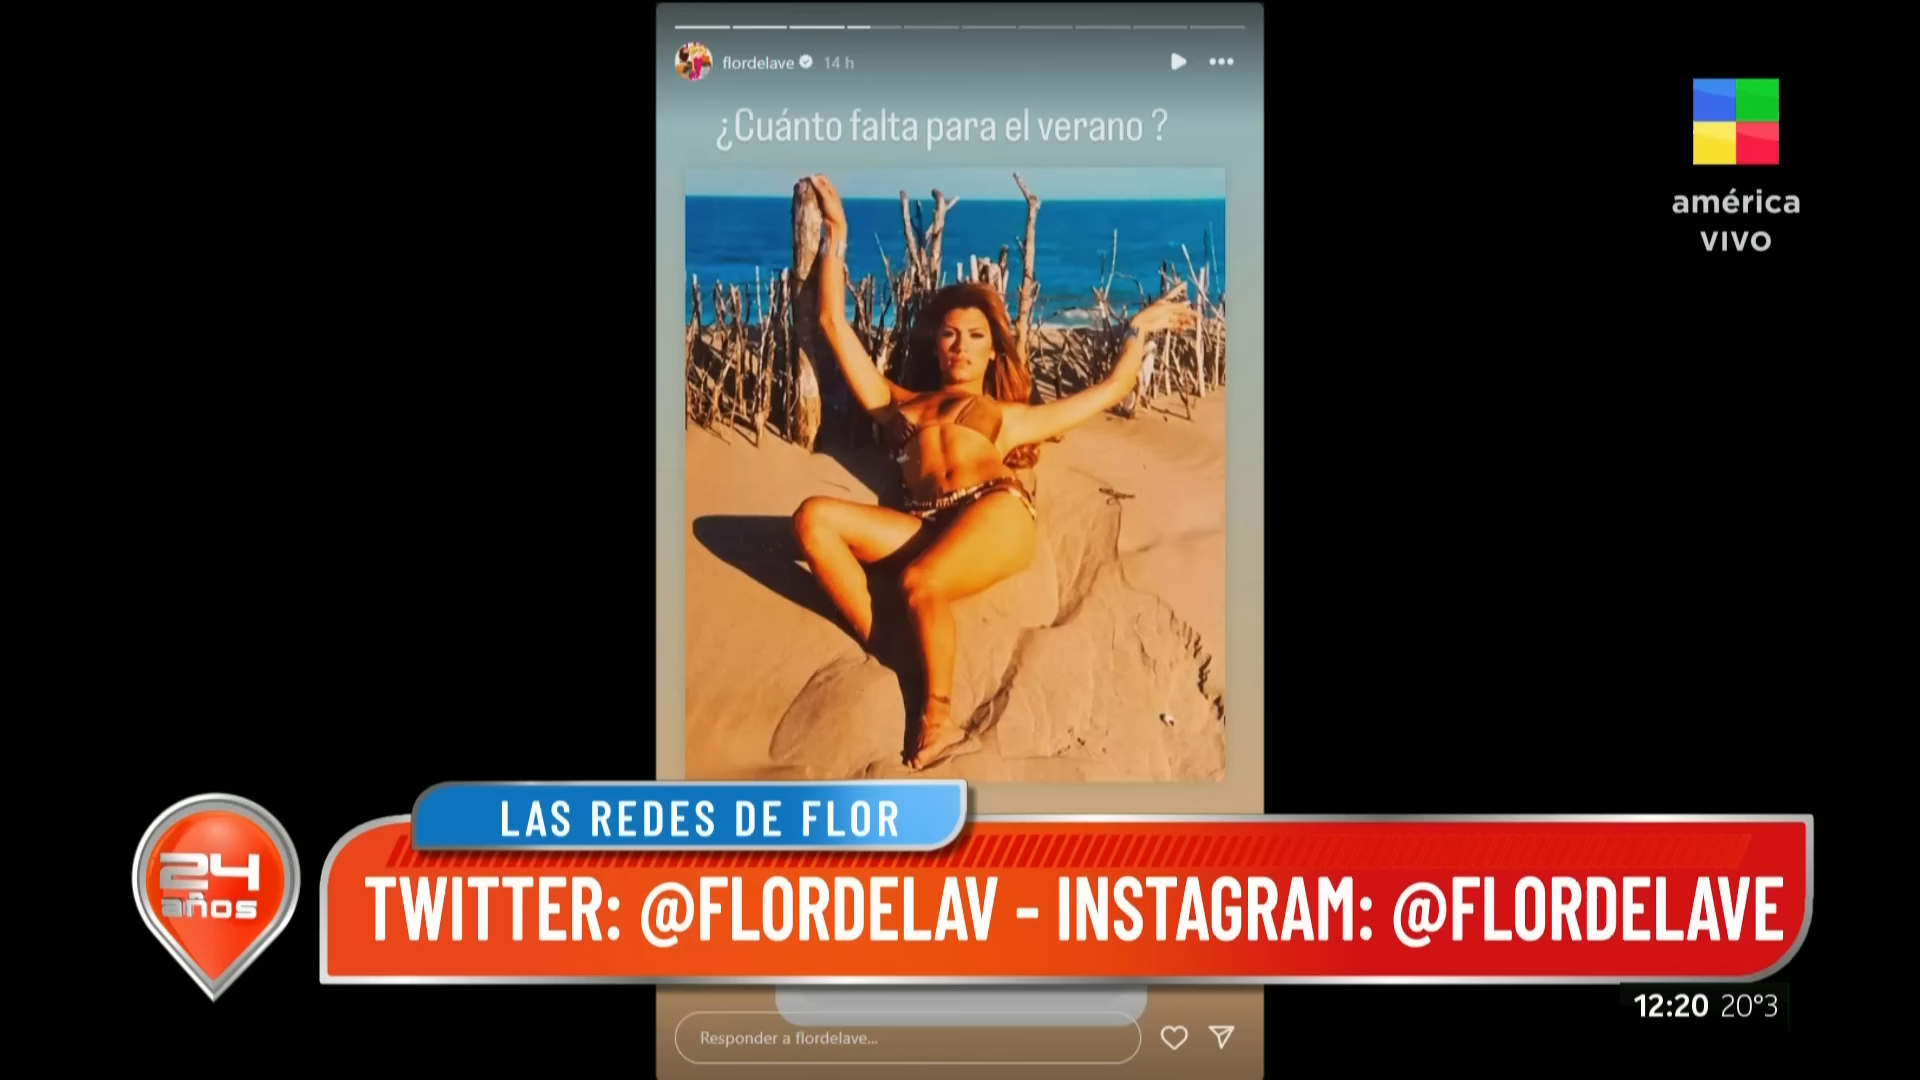 flordelave 14 h
¿Cuánto falta para el verano ?
américa
VIVO
LAS REDES DE FLOR
24
años
TWITTER: @FLORDELAV - INSTAGRAM: @FLORDELAVE
12:20 20°3
Responder a flordelave...